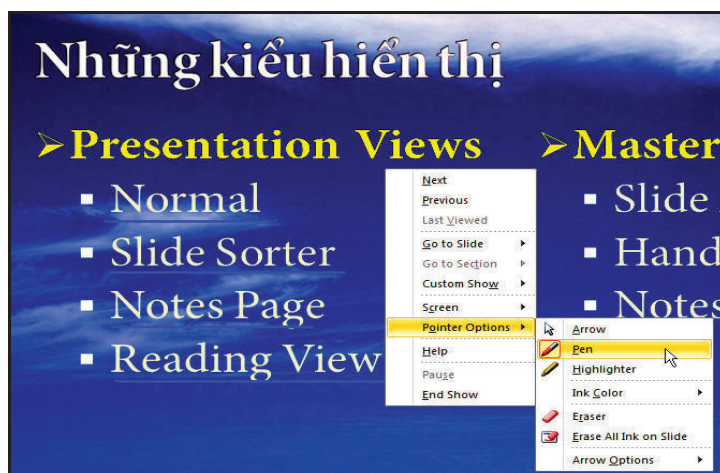 Những kiểu hiển thị
➢Presentation Views
▪ Normal
▪ Slide Sorter
▪ Notes Page
▪ Reading View
➢Master
▪ Slide
▪ Hand
▪ Notes
Next
Previous
Last Viewed
Go to Slide
Go to Section
Custom Show
Screen
Pointer Options
Help
Pause
End Show
Arrow
Pen
Highlighter
Ink Color
Eraser
Erase All Ink on Slide
Arrow Options